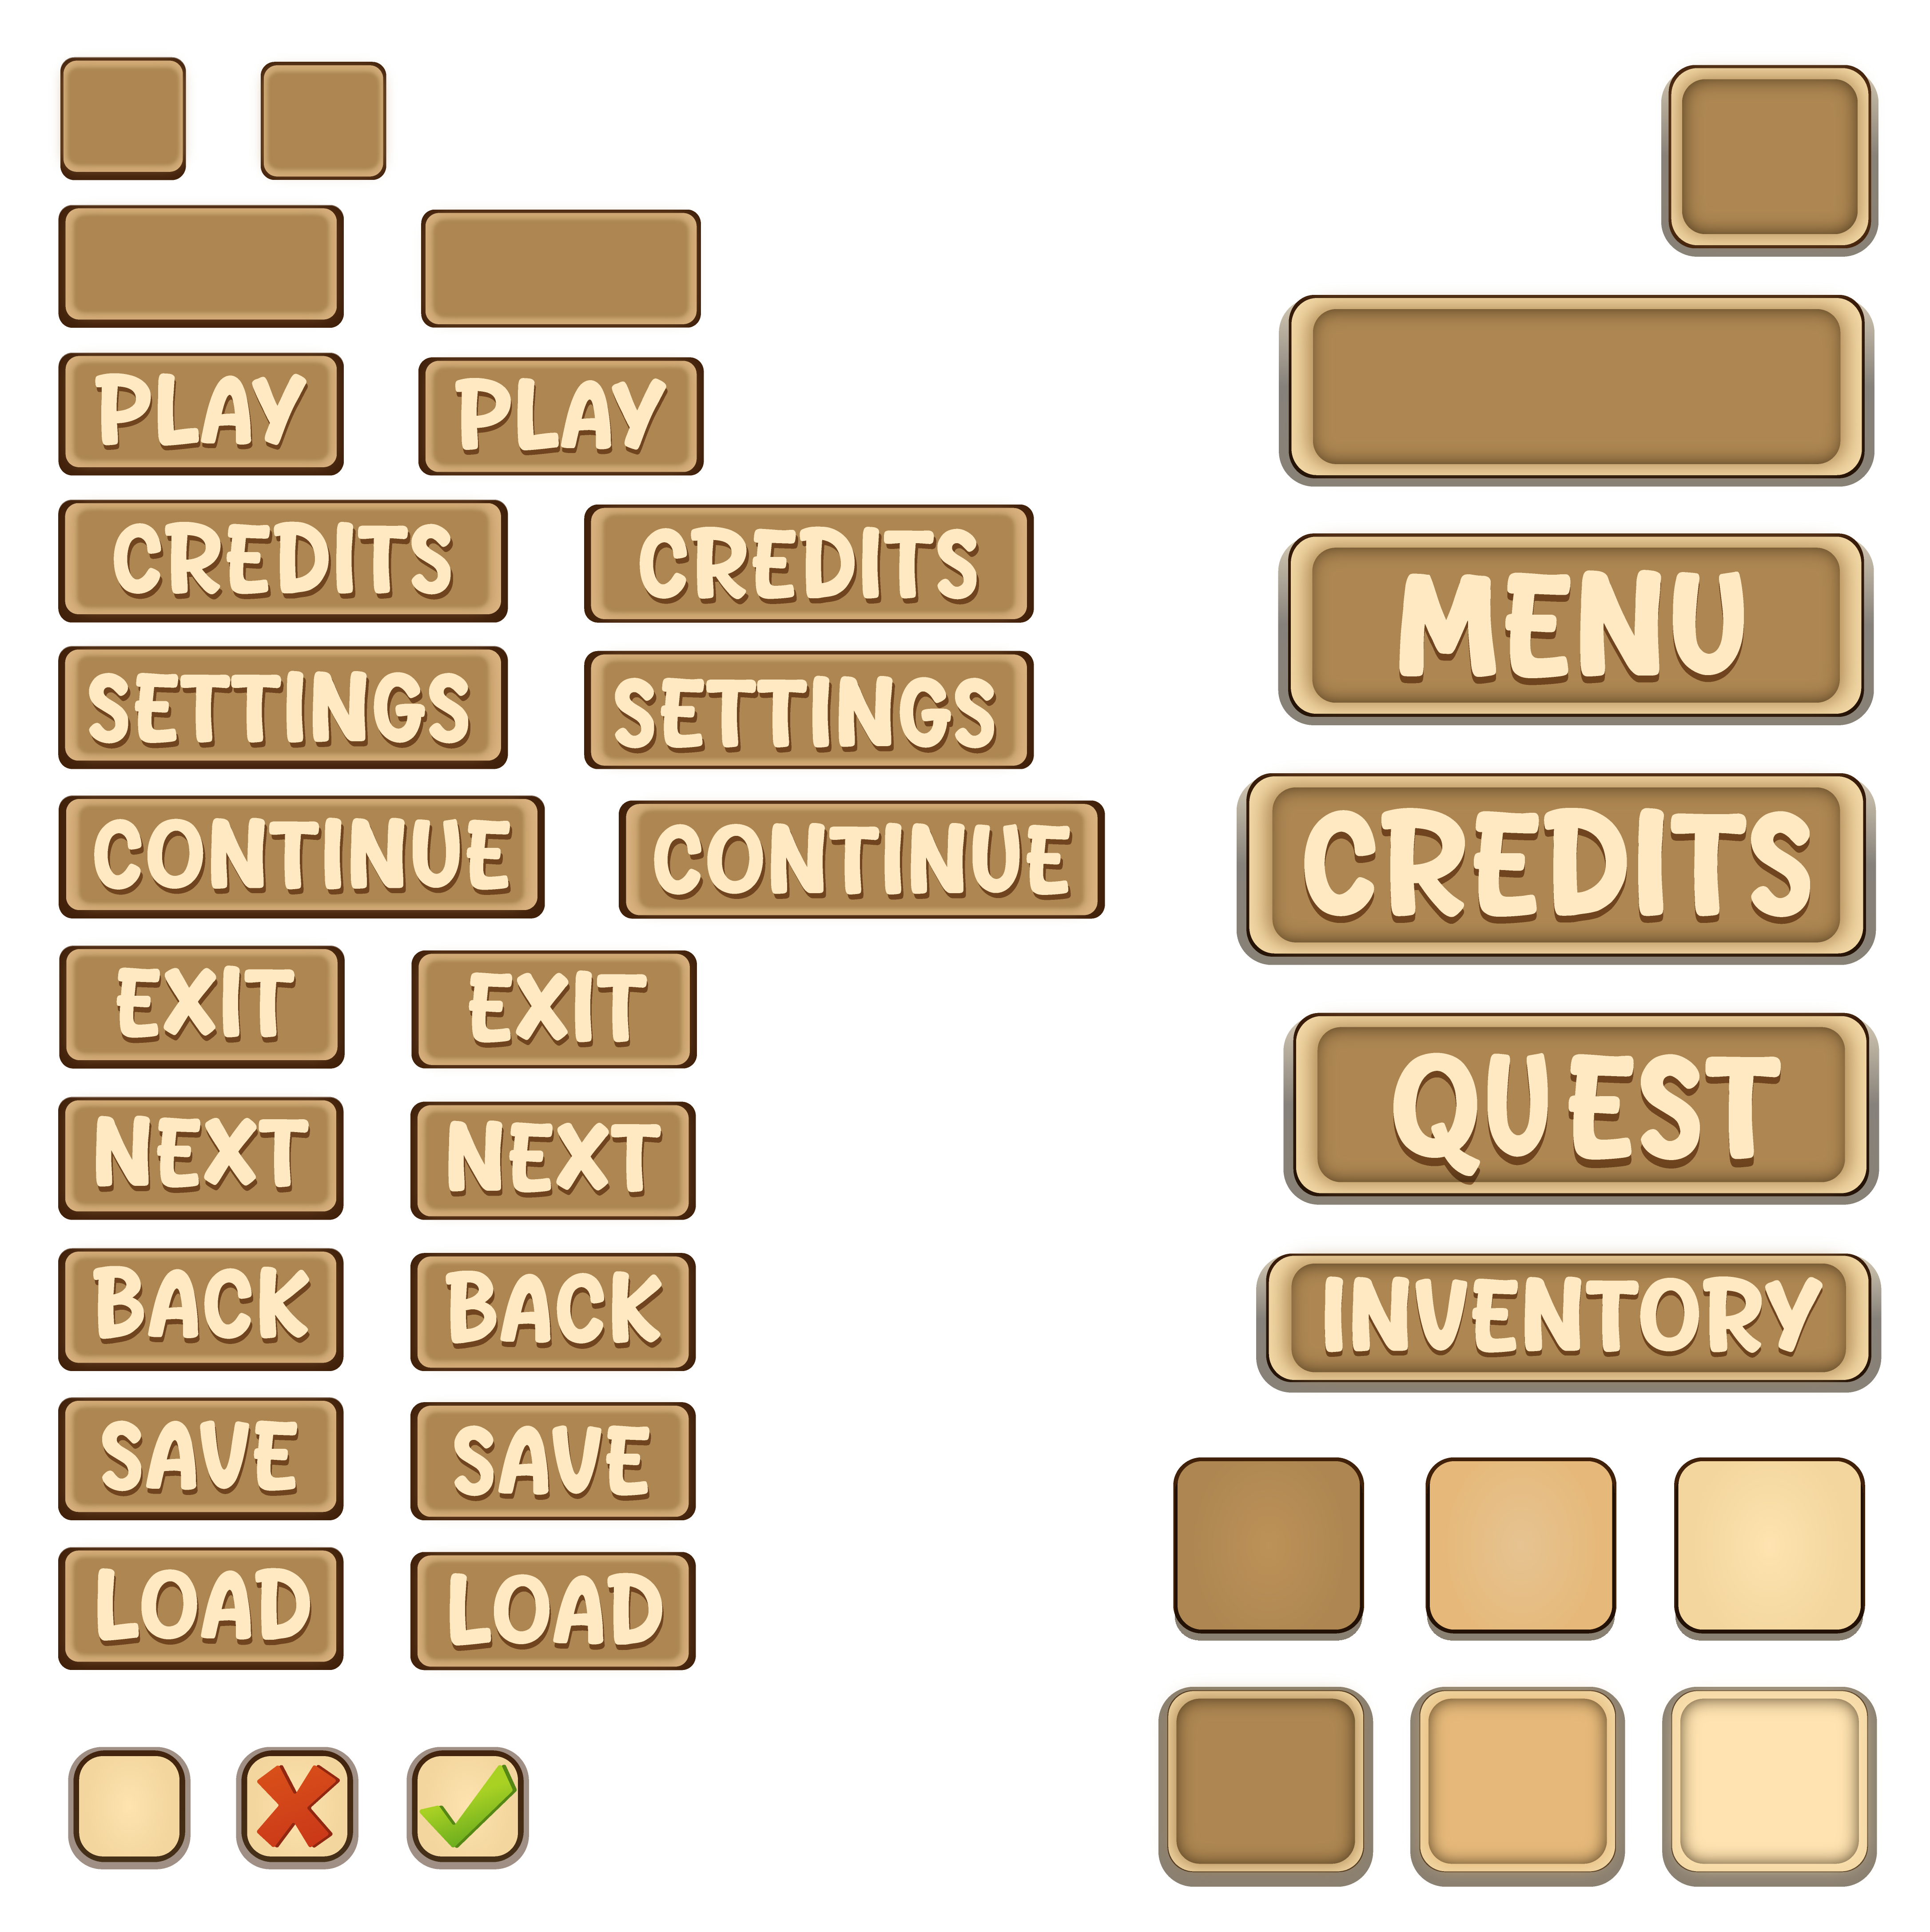 PLAY PLAY
CREDITS CREDITS
SETTINGS SETTINGS
CONTINUE CONTINUE
EXIT EXIT
NEXT NEXT
BACK BACK
SAVE SAVE
LOAD LOAD
MENU
CREDITS
QUEST
INVENTORY